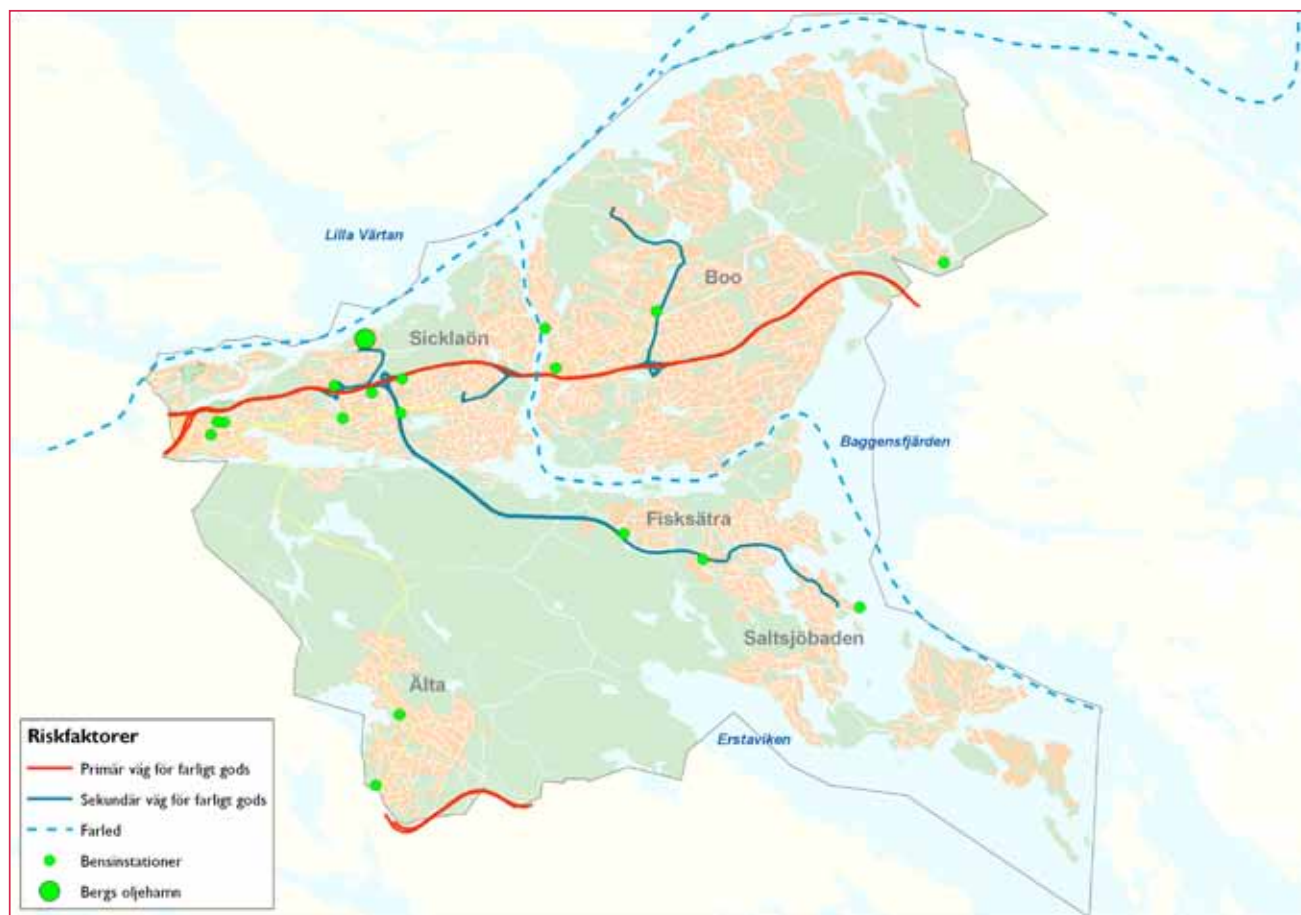 Lilla Värtan
Boo
Sicklaön
Baggensfjärden
Fisksätra
Saltsjöbaden
Älta
Erstaviken
Riskfaktorer
Primär väg för farligt gods
Sekundär väg för farligt gods
Farled
Bensinstationer
Bergs oljehamn